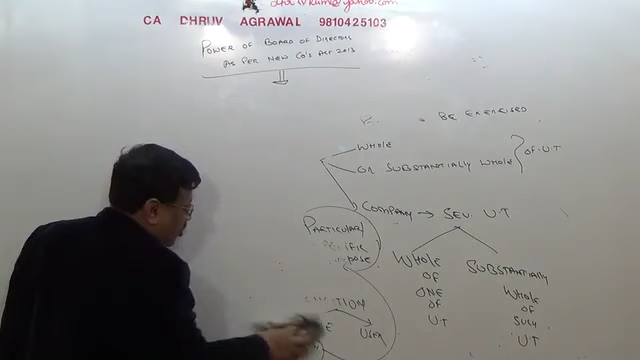 CA DHRUV AGRAWAL 9810425103
POWER OF BOARD OF DIRECTORS
AS PER NEW CO'S ACT 2013
BE EXERCISED
WHOLE
OR SUBSTANTIALLY WHOLE
OF U.T
COMPANY → SEV. U.T
PARTICULAR
WHOLE
OF
ONE
OF
U.T
SUBSTANTIALLY
WHOLE
OF
SUCH
U.T
USER